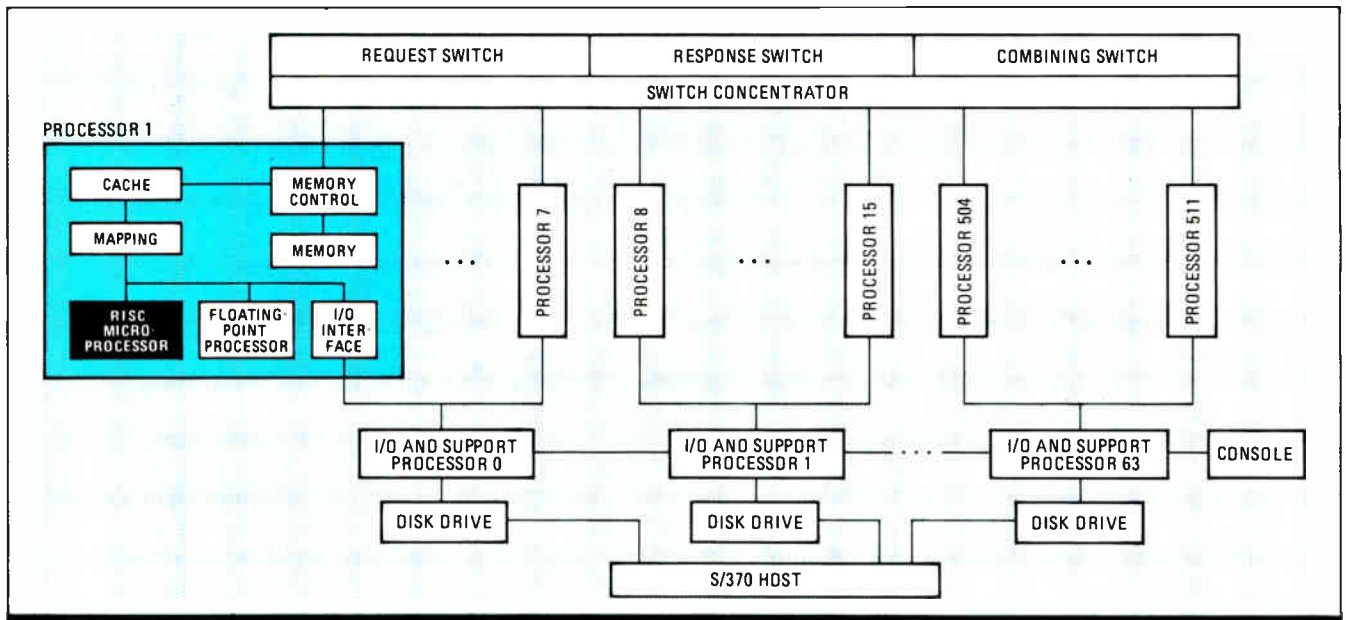 REQUEST SWITCH
RESPONSE SWITCH
COMBINING SWITCH
SWITCH CONCENTRATOR
PROCESSOR 1
CACHE
MEMORY
CONTROL
MAPPING
MEMORY
RISC
MICRO-
PROCESSOR
FLOATING-
POINT
PROCESSOR
I/O
INTER-
FACE
...
PROCESSOR 7
PROCESSOR 8
...
PROCESSOR 15
PROCESSOR 504
...
PROCESSOR 511
I/O AND SUPPORT
PROCESSOR 0
I/O AND SUPPORT
PROCESSOR 1
....
I/O AND SUPPORT
PROCESSOR 63
CONSOLE
DISK DRIVE
DISK DRIVE
DISK DRIVE
S/370 HOST